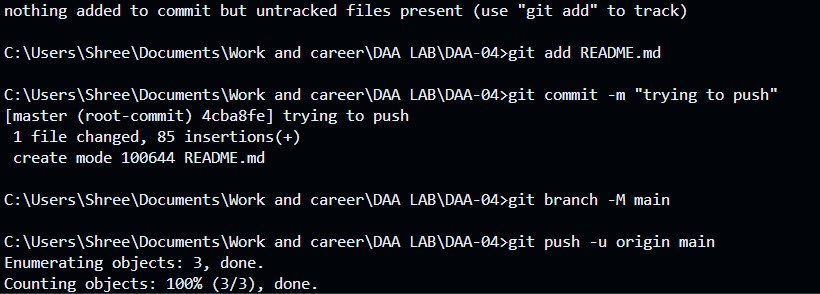 nothing added to commit but untracked files present (use "git add" to track)
C:\Users\Shree\Documents\Work and career\DAA LAB\DAA-04>git add README.md
C:\Users\Shree\Documents\Work and career\DAA LAB\DAA-04>git commit -m "trying to push"
[master (root-commit) 4cba8fe] trying to push
 1 file changed, 85 insertions(+)
 create mode 100644 README.md
C:\Users\Shree\Documents\Work and career\DAA LAB\DAA-04>git branch -M main
C:\Users\Shree\Documents\Work and career\DAA LAB\DAA-04>git push -u origin main
Enumerating objects: 3, done.
Counting objects: 100% (3/3), done.